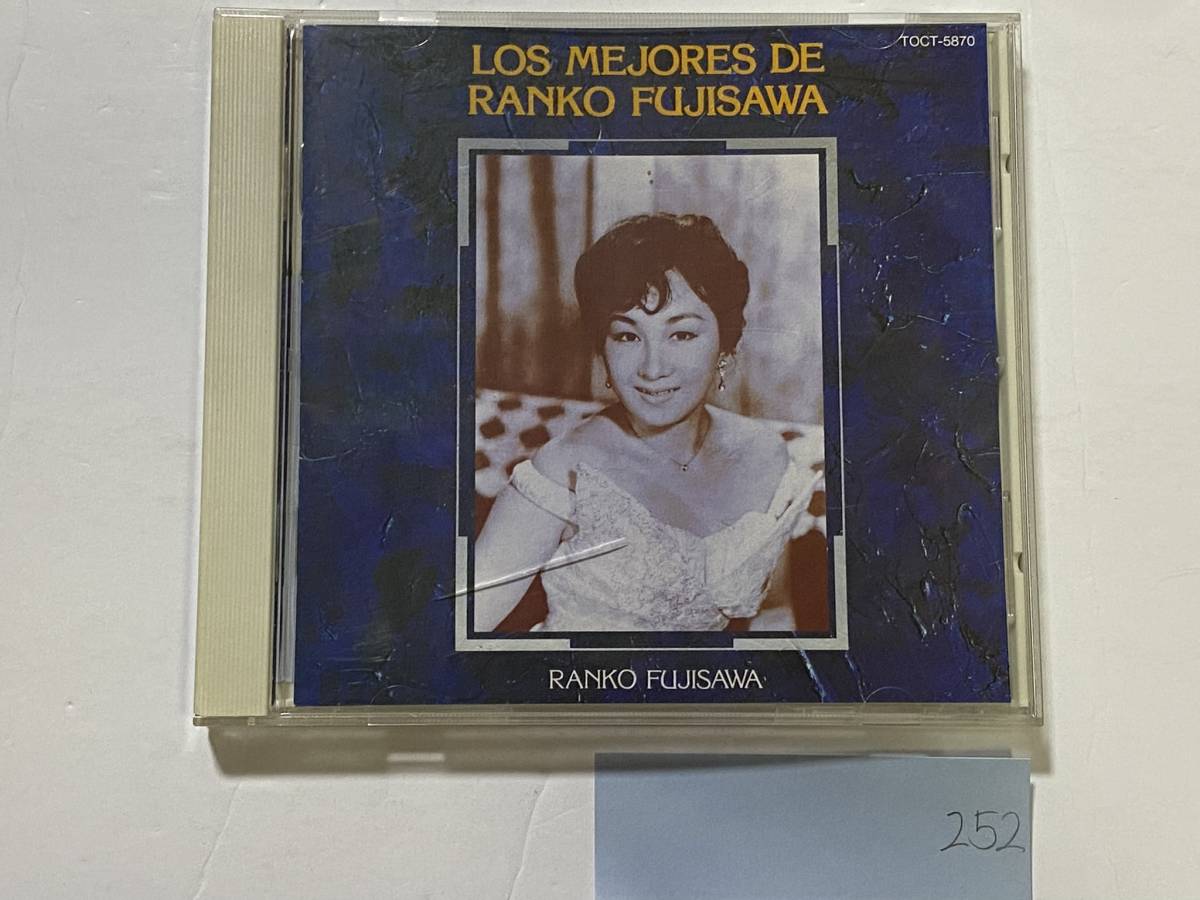 TOCT-5870
LOS MEJORES DE
RANKO FUJISAWA
RANKO FUJISAWA
252